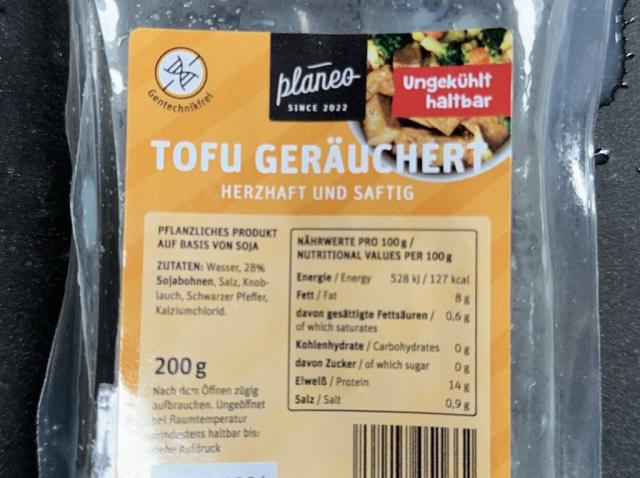 Gentechnikfrei
planeo
SINCE 2022
Ungekühlt
haltbar
TOFU GERÄUCHERT
HERZHAFT UND SAFTIG
PFLANZLICHES PRODUKT
AUF BASIS VON SOJA
ZUTATEN: Wasser, 28%
Sojabohnen, Salz, Knob-
lauch, Schwarzer Pfeffer,
Kalziumchlorid.
200 g
Nach dem Öffnen zügig
aufbrauchen. Ungeöffnet
bei Raumtemperatur
mindestens haltbar bis:
siehe Aufdruck
NÄHRWERTE PRO 100 g /
NUTRITIONAL VALUES PER 100 g
Energie / Energy 528 kJ / 127 kcal
Fett / Fat 8 g
davon gesättigte Fettsäuren / 0,6 g
of which saturates
Kohlenhydrate / Carbohydrates 0 g
davon Zucker / of which sugar 0 g
Eiweiß / Protein 14 g
Salz / Salt 0,9 g